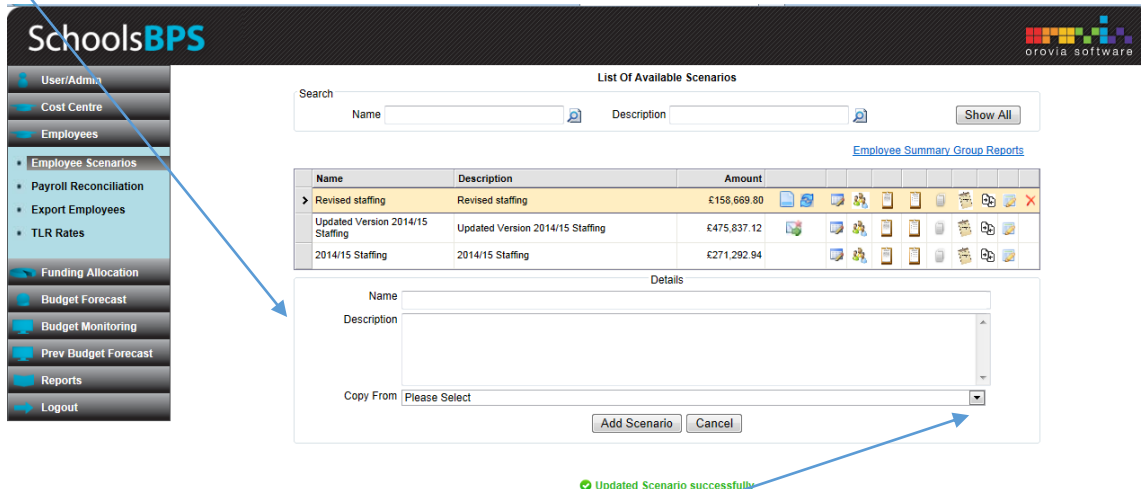 SchoolsBPS
orovia software
User/Admin
Cost Centre
Employees
Employee Scenarios
Payroll Reconciliation
Export Employees
TLR Rates
Funding Allocation
Budget Forecast
Budget Monitoring
Prev Budget Forecast
Reports
Logout
List Of Available Scenarios
Search
Name
Description
Show All
Employee Summary Group Reports
Name Description Amount
Revised staffing Revised staffing £158,669.80
Updated Version 2014/15
Staffing
Updated Version 2014/15 Staffing £475,837.12
2014/15 Staffing 2014/15 Staffing £271,292.94
Details
Name
Description
Copy From Please Select
Add Scenario Cancel
Updated Scenario successfully